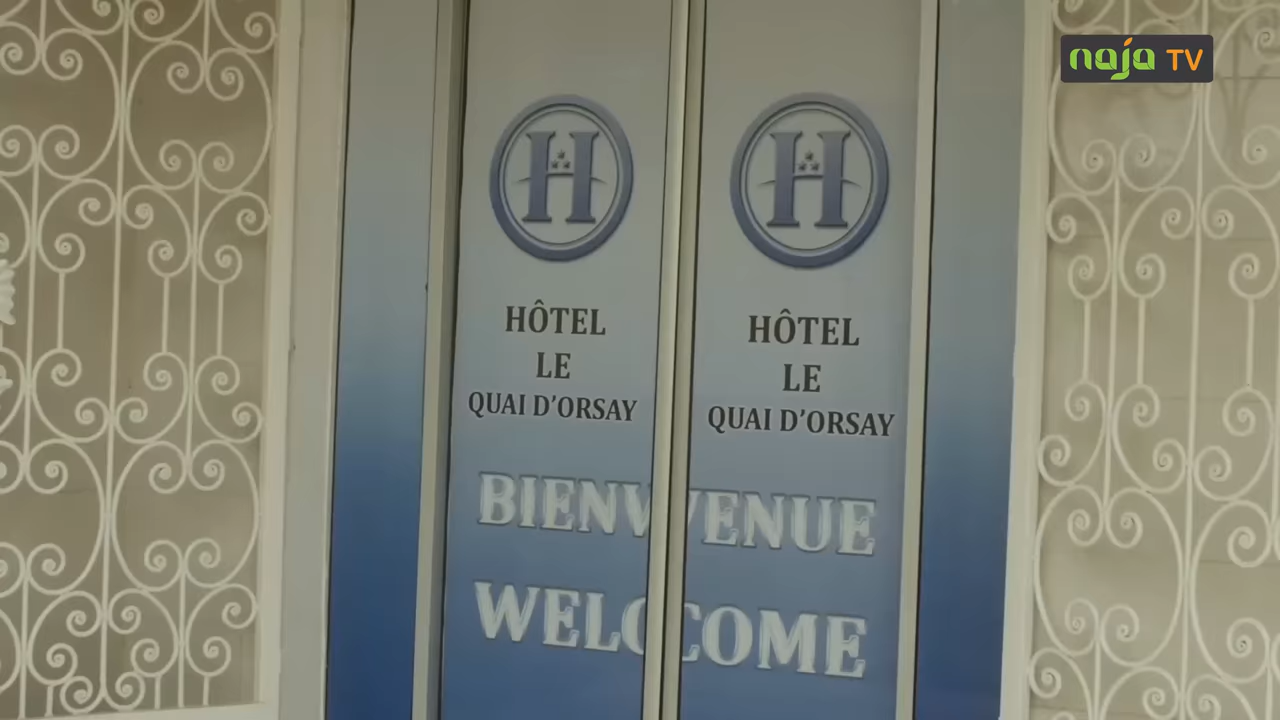 naja TV
H
HÔTEL
LE
QUAI D'ORSAY
H
HÔTEL
LE
QUAI D'ORSAY
BIENVENUE
WELCOME